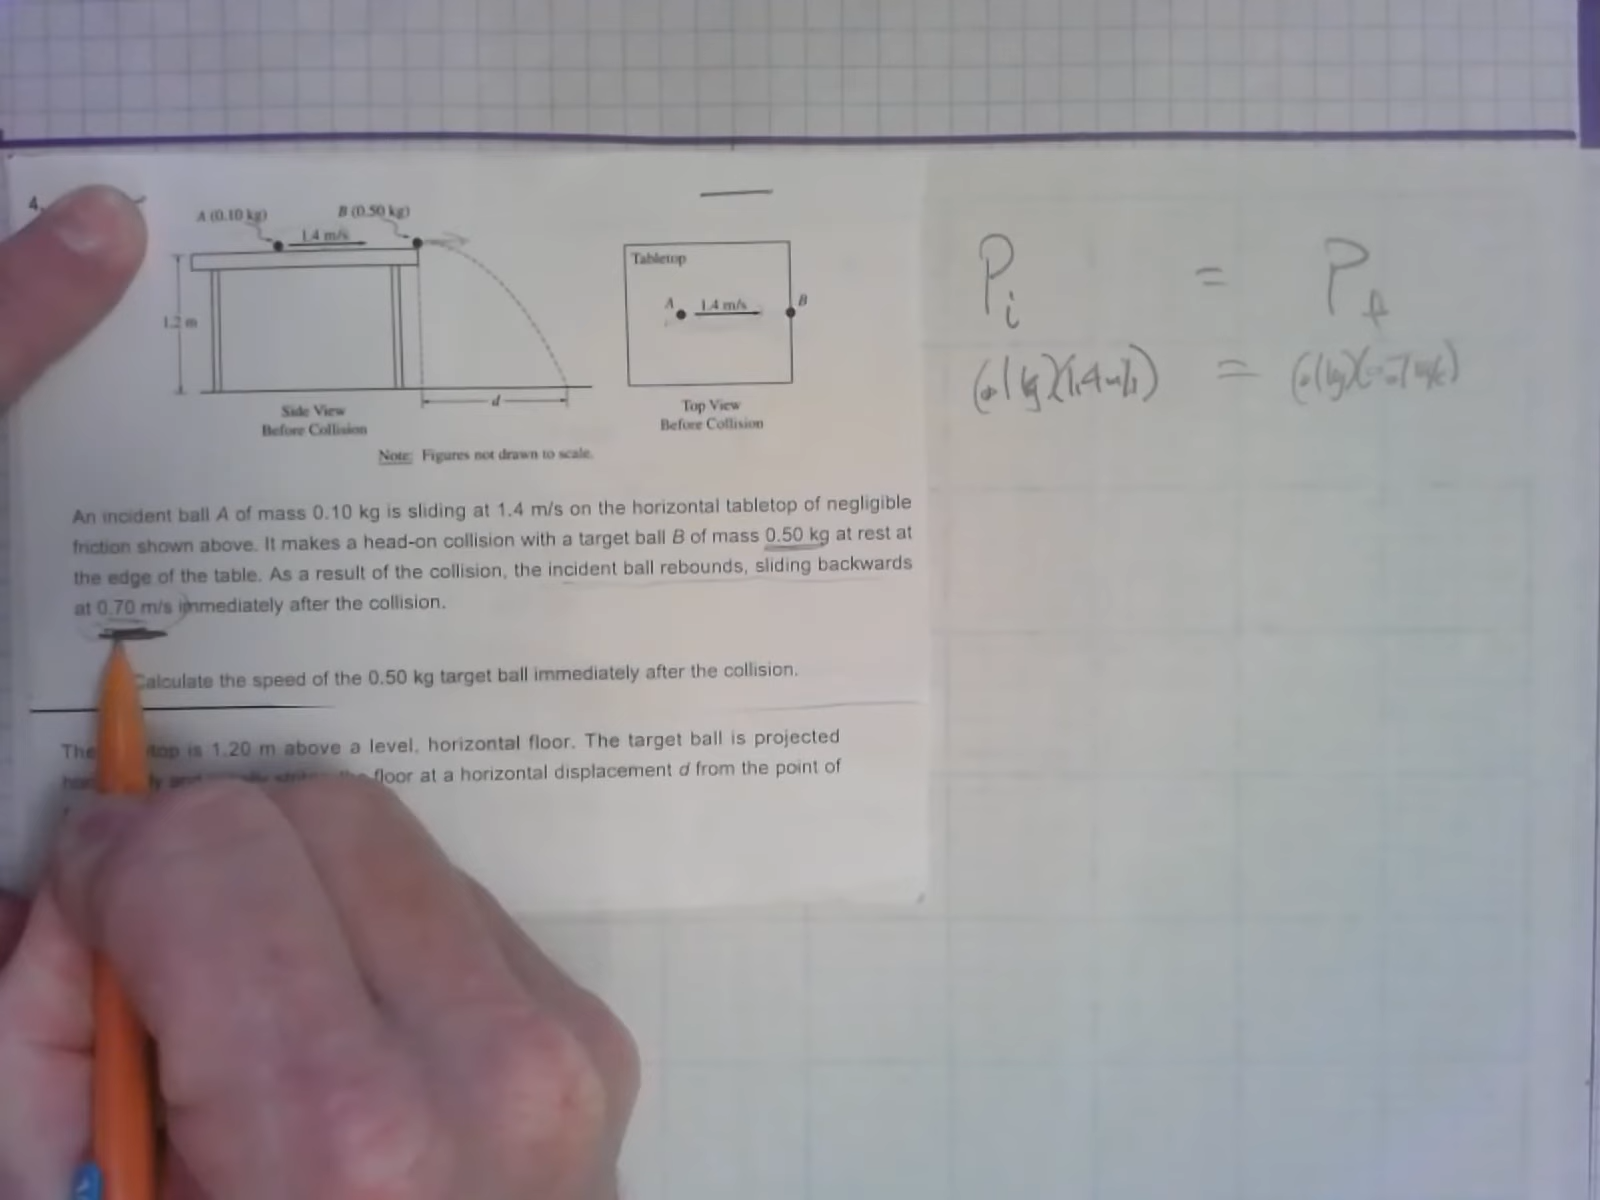 4.
A (0.10 kg)
B (0.50 kg)
1.4 m/s
1.2 m
d
Side View
Before Collision
Tabletop
A
1.4 m/s
B
Top View
Before Collision
Note: Figures not drawn to scale.
An incident ball A of mass 0.10 kg is sliding at 1.4 m/s on the horizontal tabletop of negligible
friction shown above. It makes a head-on collision with a target ball B of mass 0.50 kg at rest at
the edge of the table. As a result of the collision, the incident ball rebounds, sliding backwards
at 0.70 m/s immediately after the collision.
Calculate the speed of the 0.50 kg target ball immediately after the collision.
The is 1.20 m above a level, horizontal floor. The target ball is projected
floor at a horizontal displacement d from the point of
Pi = Pf
(.1kg)(1.4m/s) = (.1kg)(-.7m/s)